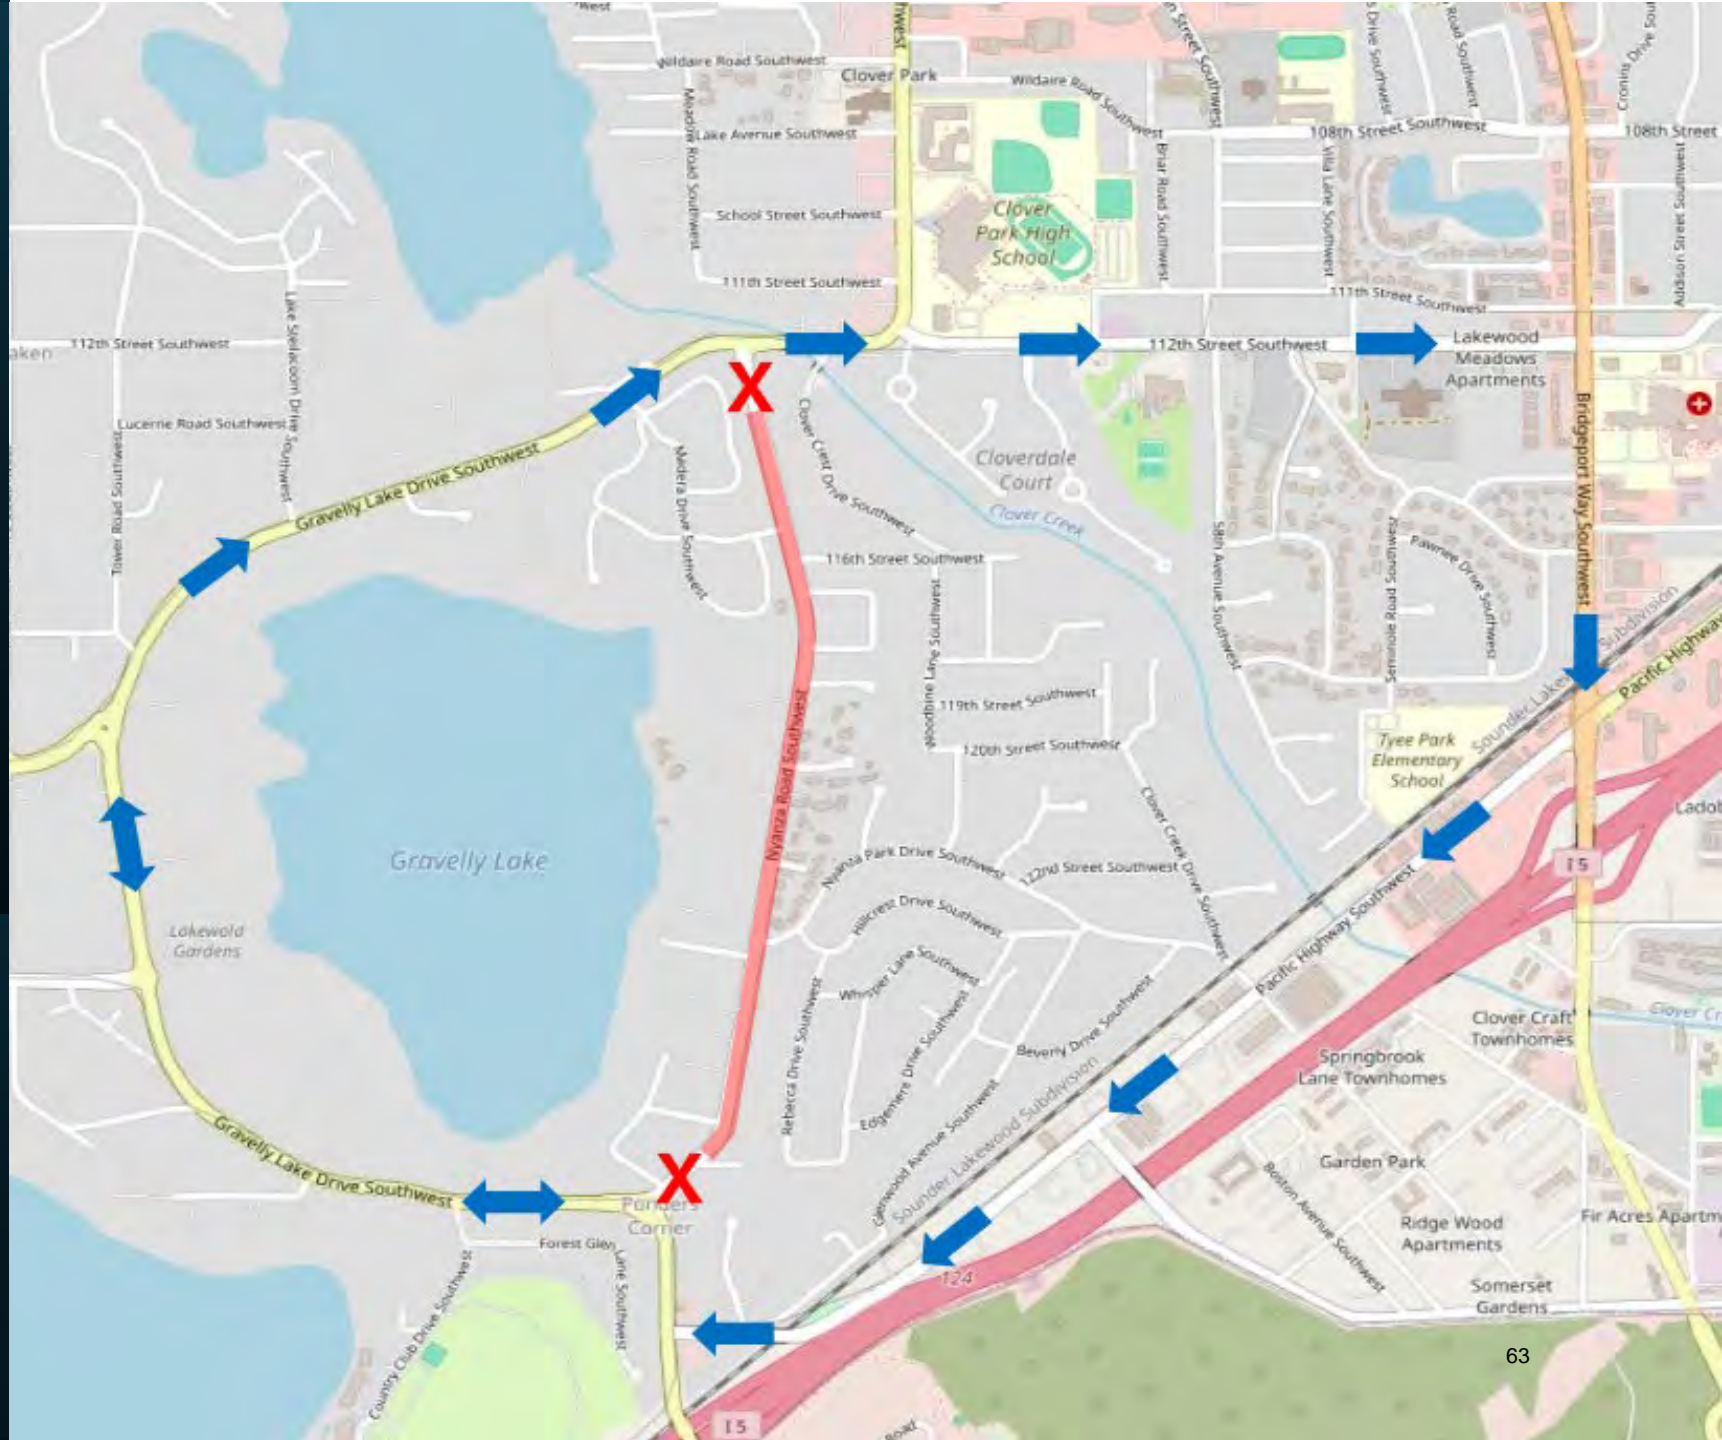 Wildaire Road Southwest
Clover Park
Wildaire Road Southwest
108th Street Southwest
108th Street
Meadow Road Southwest
Lake Avenue Southwest
Briar Road Southwest
Villa Lane Southwest
Addison Street Southwest
School Street Southwest
Clover
Park High
School
111th Street Southwest
111th Street Southwest
Lake Steilacoom Drive Southwest
112th Street Southwest
112th Street Southwest
Lakewood
Meadows
Apartments
X
Lucerne Road Southwest
Tower Road Southwest
Gravelly Lake Drive Southwest
Madera Drive Southwest
Clover Crest Drive Southwest
Cloverdale
Court
Clover Creek
Bridgeport Way Southwest
58th Avenue Southwest
Seminole Road Southwest
Pawnee Drive Southwest
116th Street Southwest
Woodbine Lane Southwest
119th Street Southwest
120th Street Southwest
Nyanza Road Southwest
Pacific Highway
Tyee Park
Elementary
School
Clover Creek Drive Southwest
Gravelly Lake
Nyanza Park Drive Southwest
122nd Street Southwest
I 5
Hillcrest Drive Southwest
Lakewold
Gardens
Whisper Lane Southwest
Pacific Highway Southwest
Rebecca Drive Southwest
Edgemere Drive Southwest
Beverly Drive Southwest
Clover Craft
Townhomes
Springbrook
Lane Townhomes
Glenwood Avenue Southwest
Sounder Lakewood Subdivision
Gravelly Lake Drive Southwest
X
Ponders
Corner
Garden Park
Boston Avenue Southwest
Ridge Wood
Apartments
Fir Acres Apartm
Forest Glen
Lane Southwest
Country Club Drive Southwest
124
Somerset
Gardens
63
I 5
Road